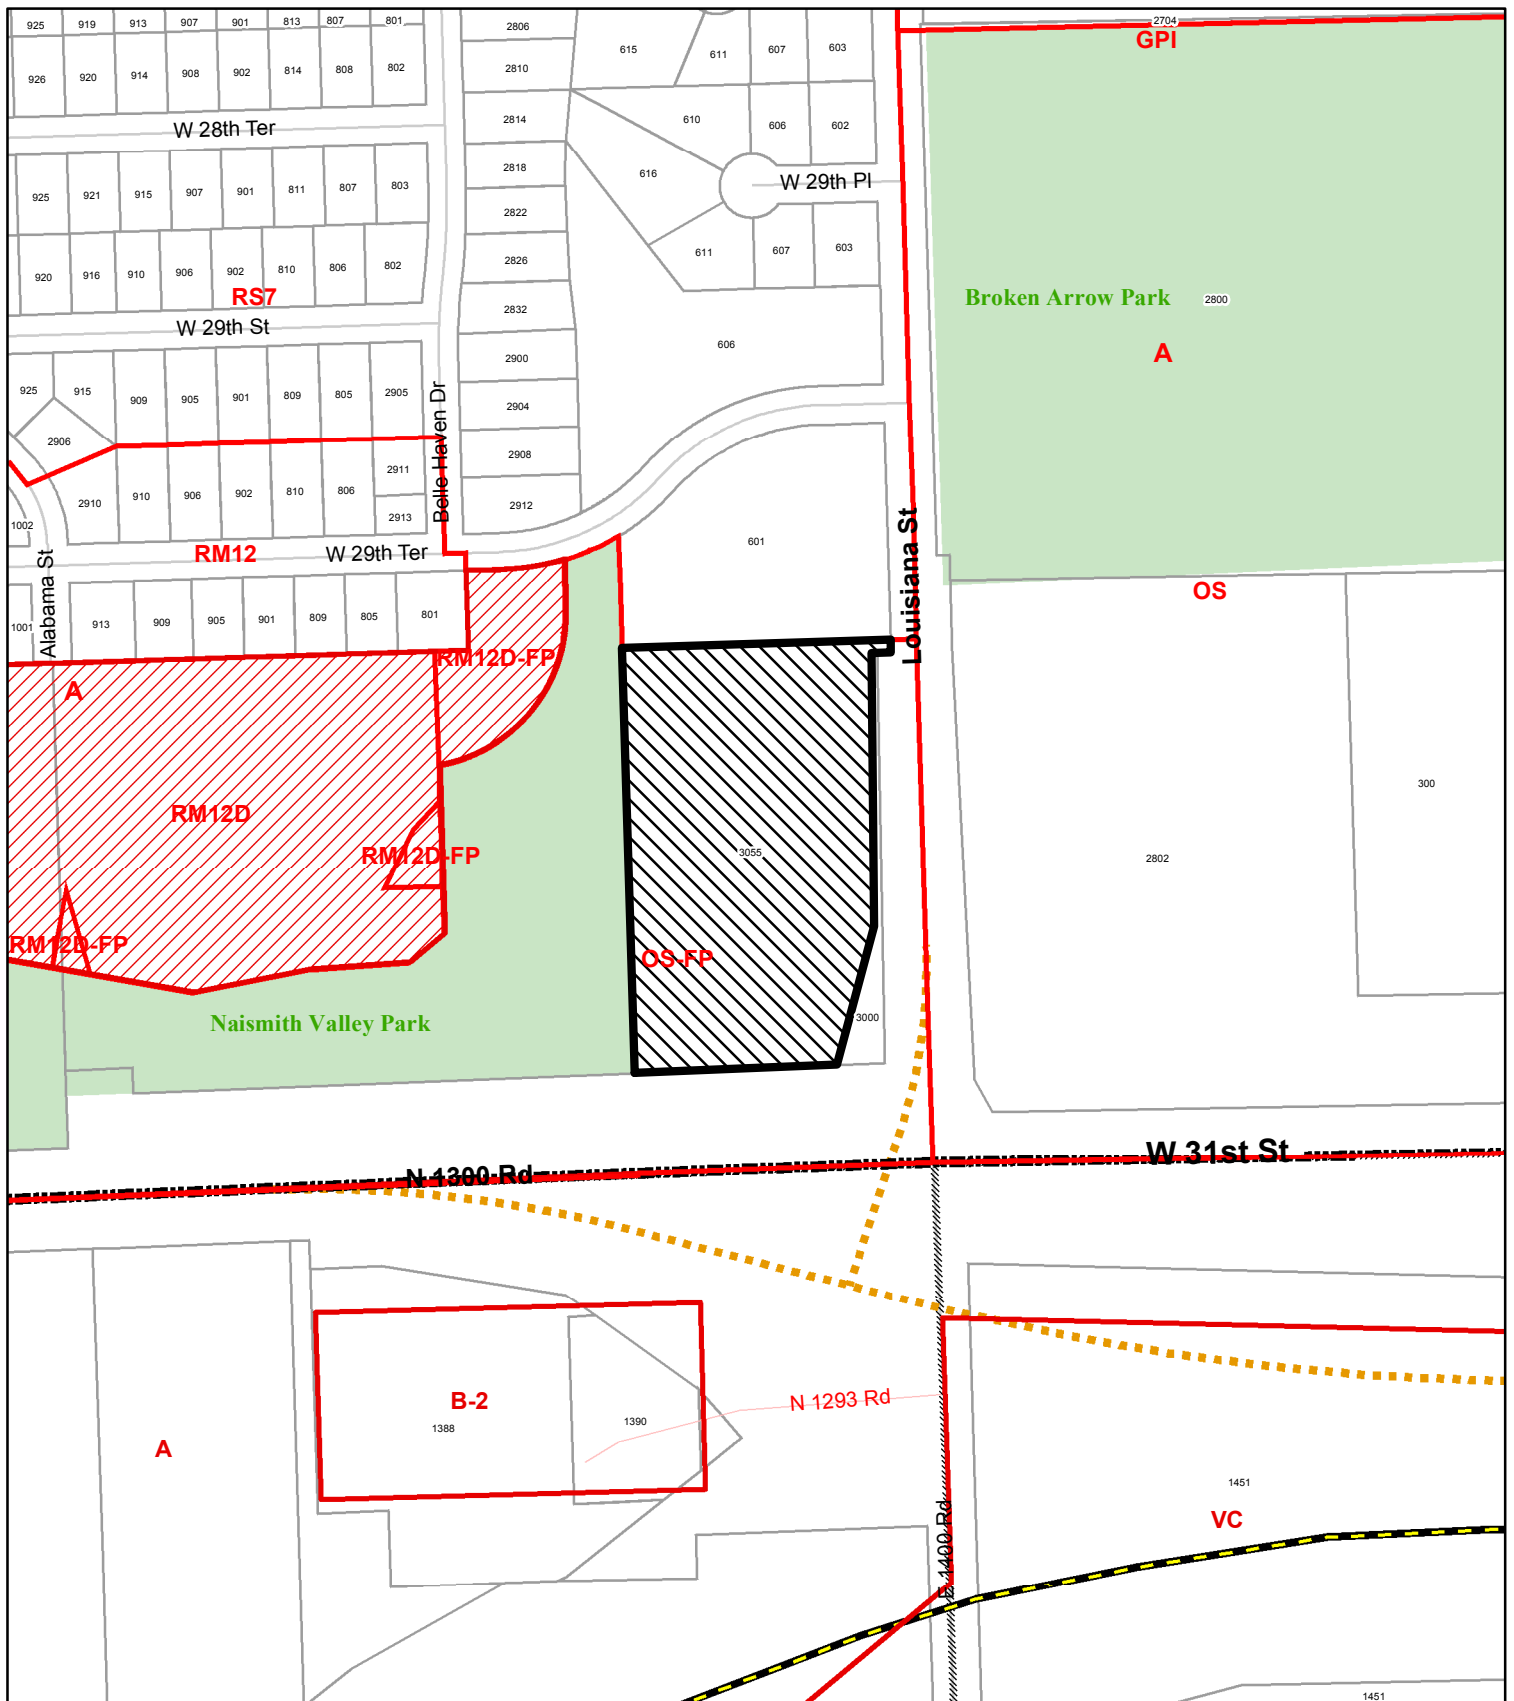 925 919 913 907 901 813 807 801
2806
2704
GPI
615 611 607 603
926 920 914 908 902 814 808 802
2810
W 28th Ter
2814
610 606 602
2818
616
W 29th Pl
925 921 915 907 901 811 807 803
2822
611 607 603
2826
920 916 910 906 902 810 806 802
RS7
Broken Arrow Park 2800
2832
W 29th St
606
A
2900
925 915 909 905 901 809 805 2905
2904
Belle Haven Dr
2906
2908
2911
2910 910 906 902 810 806
2912
2913
1002
601
RM12
W 29th Ter
Louisiana St
OS
Alabama St
1001 913 909 905 901 809 805 801
RM12D-FP
A
300
RM12D
3055
2802
RM12D-FP
RM12D-FP
OS-FP
3000
Naismith Valley Park
W 31st St
N 1300 Rd
B-2
N 1293 Rd
1388 1390
A
1451
VC
E 1400 Rd
1451